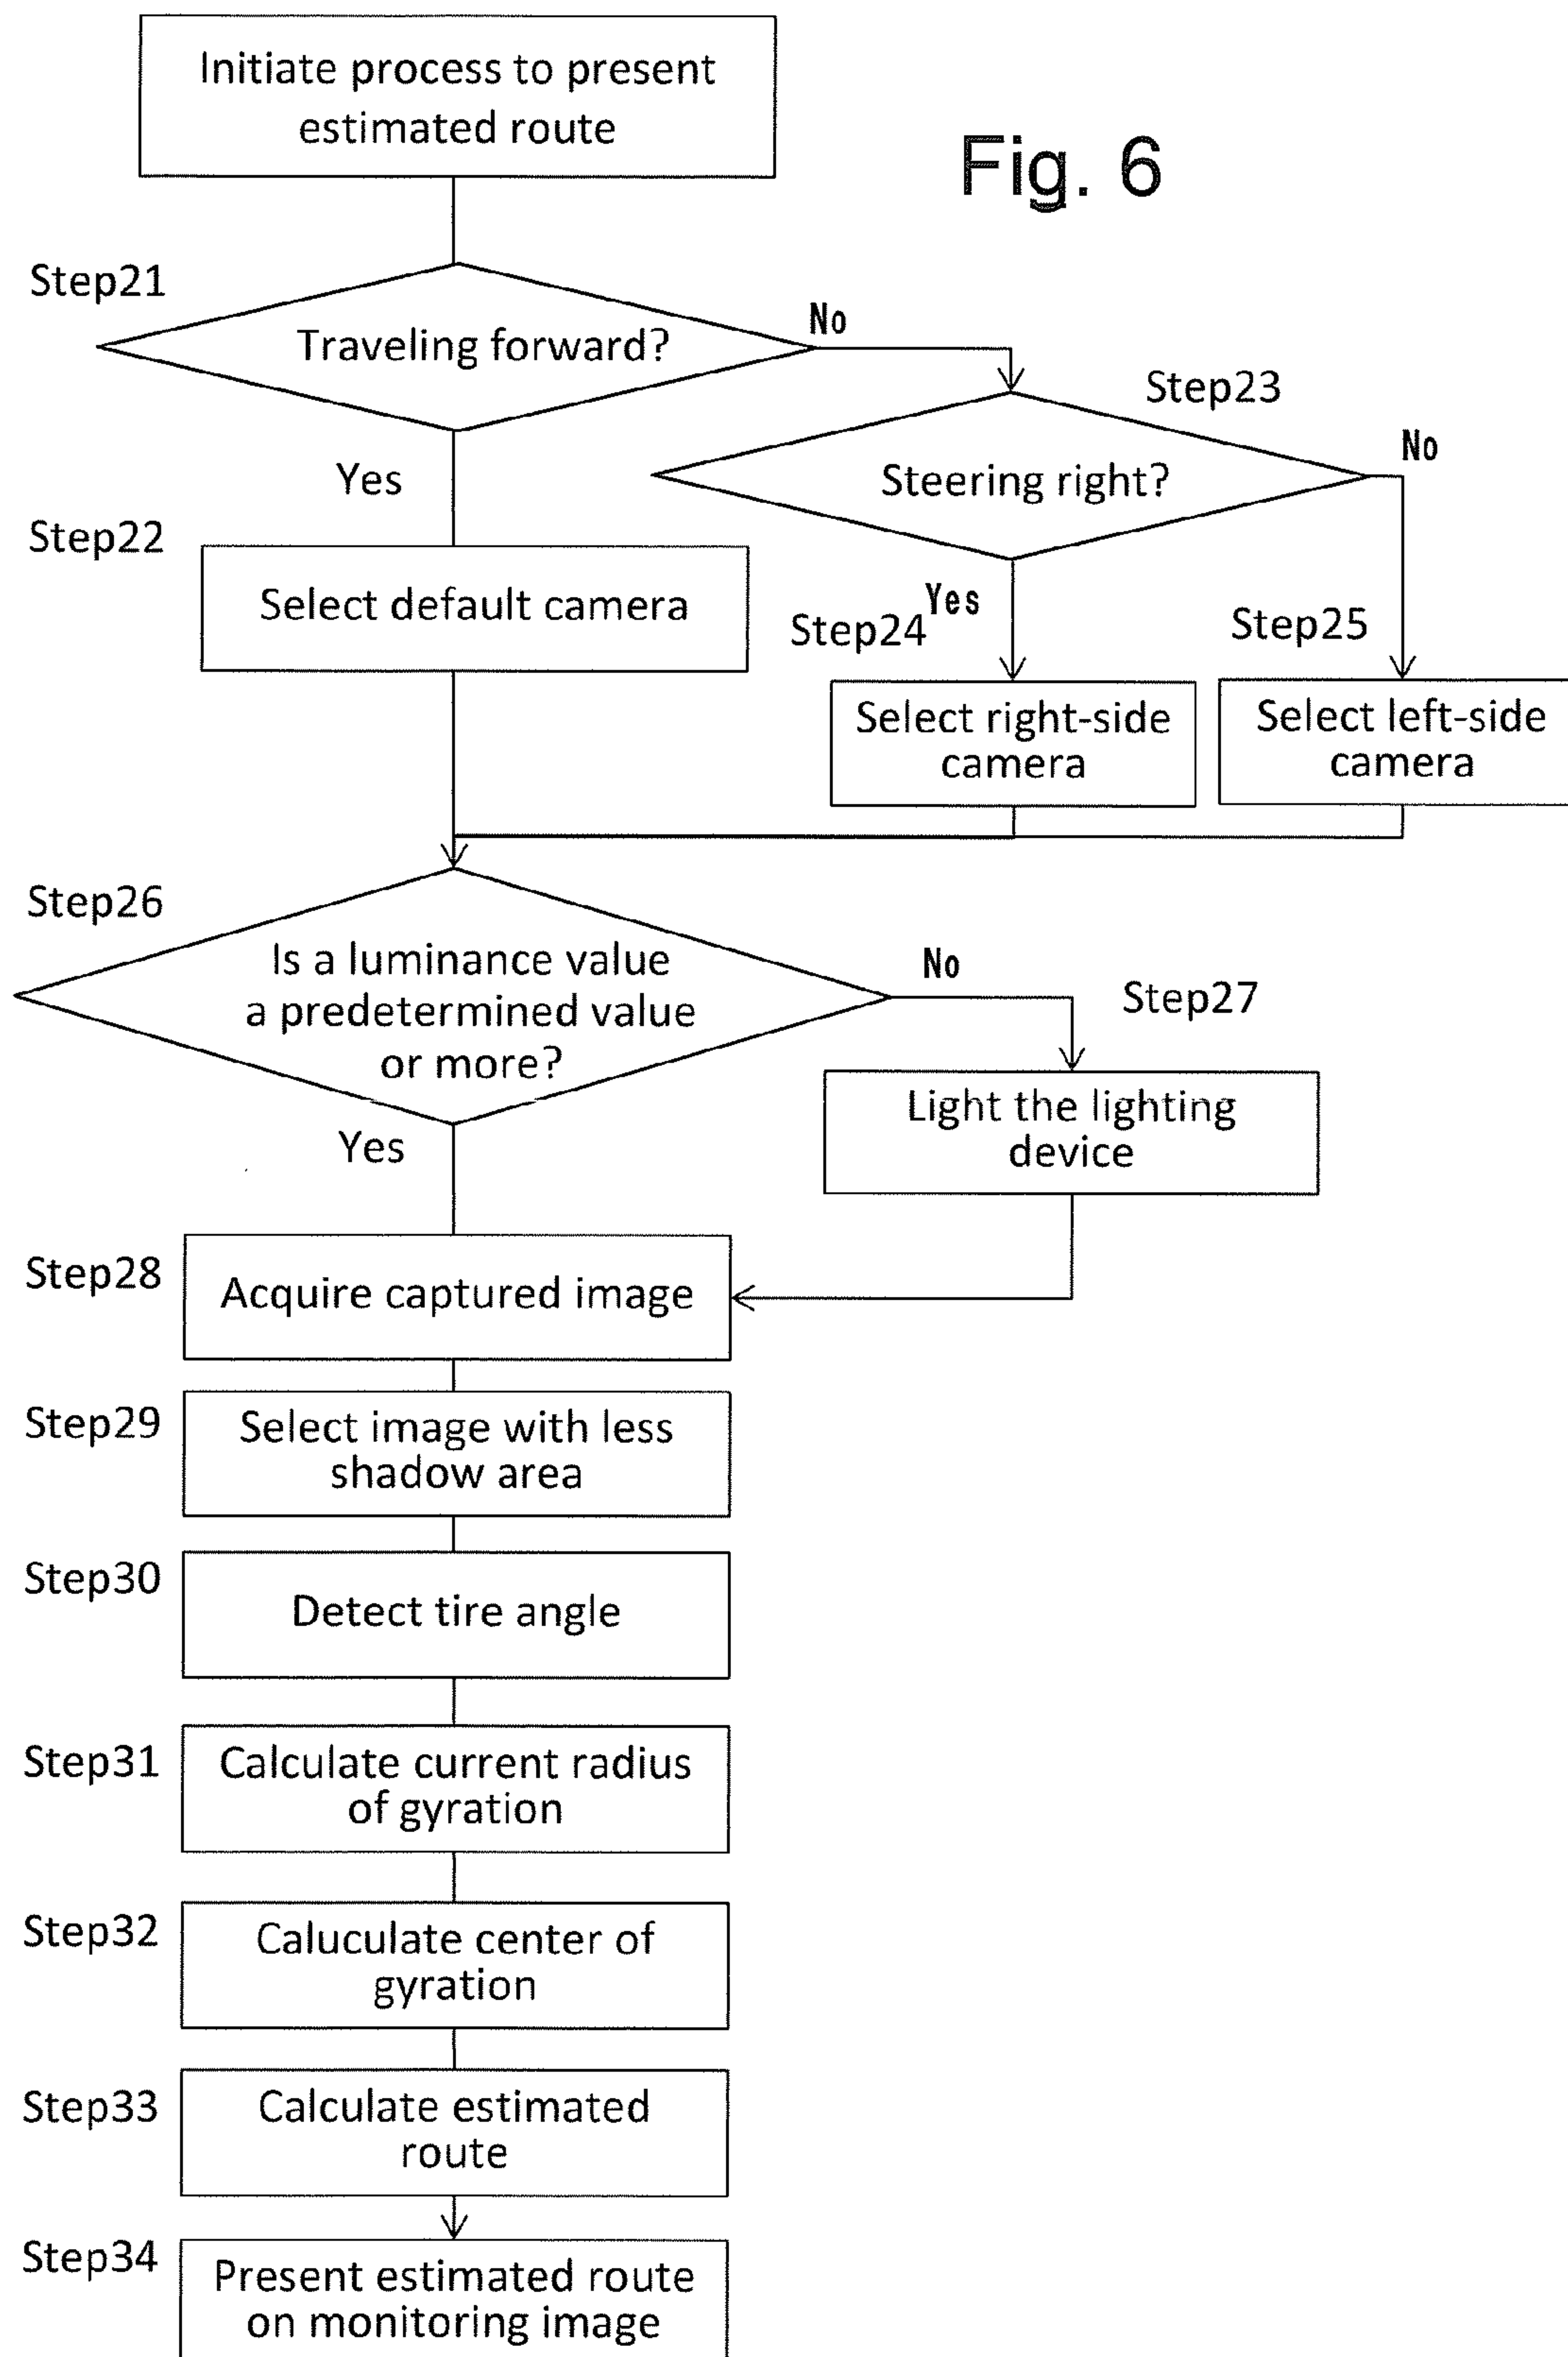 Initiate process to present
estimated route
Fig. 6
Step21
Traveling forward?
No
Yes
Step23
Steering right?
No
Yes
Step22
Select default camera
Step24
Select right-side
camera
Step25
Select left-side
camera
Step26
Is a luminance value
a predetermined value
or more?
No
Yes
Step27
Light the lighting
device
Step28
Acquire captured image
Step29
Select image with less
shadow area
Step30
Detect tire angle
Step31
Calculate current radius
of gyration
Step32
Caluculate center of
gyration
Step33
Calculate estimated
route
Step34
Present estimated route
on monitoring image